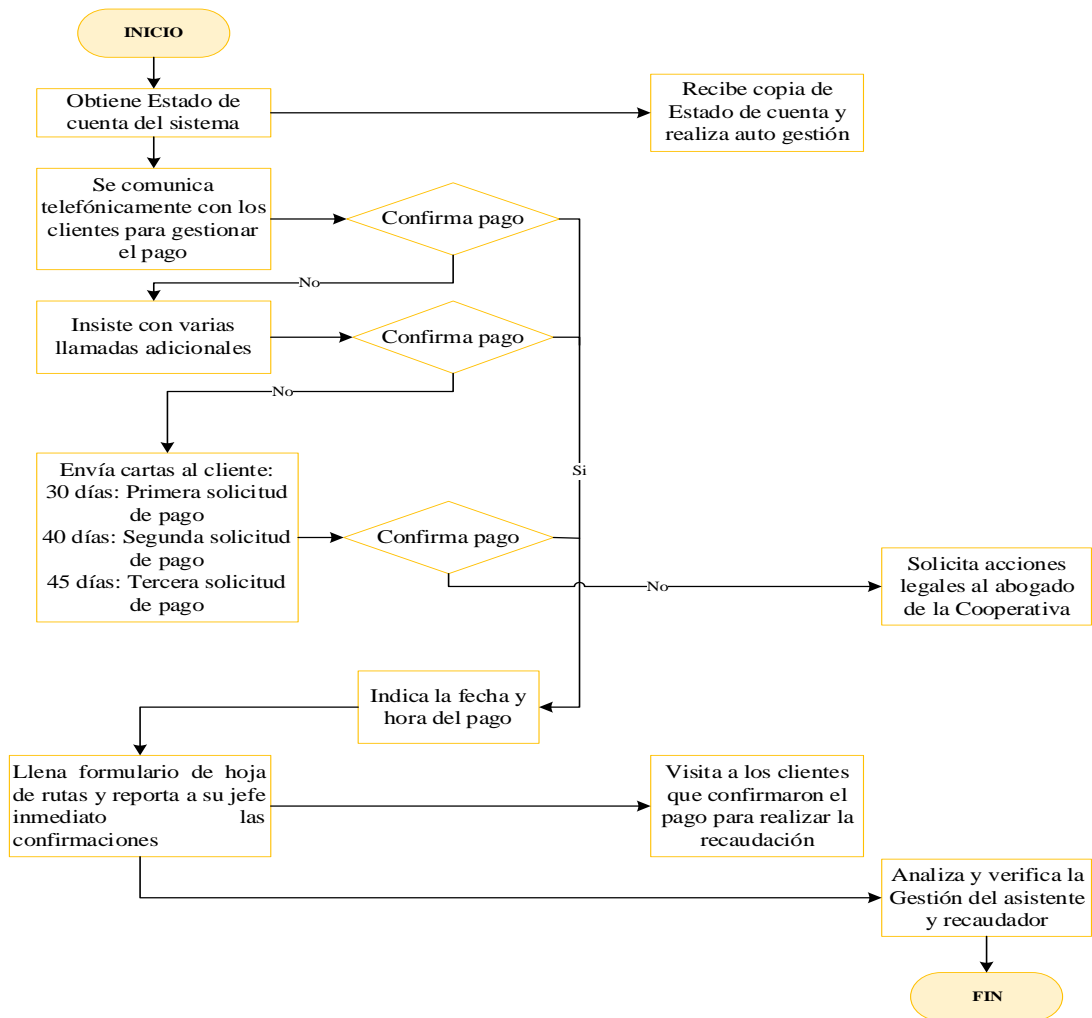 INICIO
Obtiene Estado de
cuenta del sistema
Recibe copia de
Estado de cuenta y
realiza auto gestión
Se comunica
telefónicamente con los
clientes para gestionar
el pago
Confirma pago
No
Insiste con varias
llamadas adicionales
Confirma pago
No
Si
Envía cartas al cliente:
30 días: Primera solicitud
de pago
40 días: Segunda solicitud
de pago
45 días: Tercera solicitud
de pago
Confirma pago
No
Solicita acciones
legales al abogado
de la Cooperativa
Indica la fecha y
hora del pago
Llena formulario de hoja
de rutas y reporta a su jefe
inmediato las
confirmaciones
Visita a los clientes
que confirmaron el
pago para realizar la
recaudación
Analiza y verifica la
Gestión del asistente
y recaudador
FIN